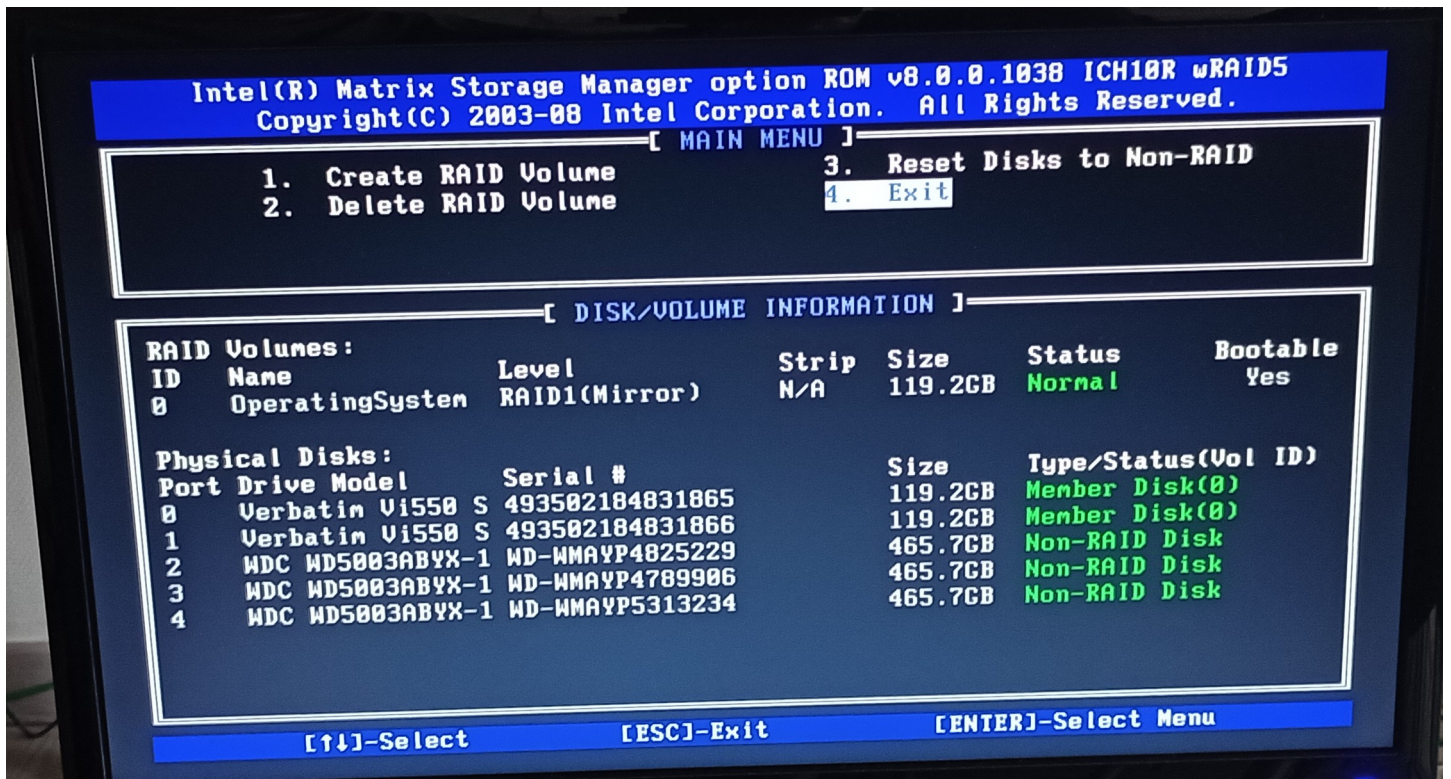 Intel(R) Matrix Storage Manager option ROM v8.0.0.1038 ICH10R wRAID5
Copyright(C) 2003-08 Intel Corporation.  All Rights Reserved.
[ MAIN MENU ]
1.  Create RAID Volume  3.  Reset Disks to Non-RAID
2.  Delete RAID Volume  4.  Exit
[ DISK/VOLUME INFORMATION ]
RAID Volumes:
ID  Name  Level  Strip  Size  Status  Bootable
0  OperatingSystem  RAID1(Mirror)  N/A  119.2GB  Normal  Yes
Physical Disks:
Port Drive Model  Serial #  Size  Type/Status(Vol ID)
0  Verbatim Vi550 S 493502184831865  119.2GB  Member Disk(0)
1  Verbatim Vi550 S 493502184831866  119.2GB  Member Disk(0)
2  WDC WD5003ABYX-1 WD-WMAYP4825229  465.7GB  Non-RAID Disk
3  WDC WD5003ABYX-1 WD-WMAYP4789906  465.7GB  Non-RAID Disk
4  WDC WD5003ABYX-1 WD-WMAYP5313234  465.7GB  Non-RAID Disk
[↑↓]-Select  [ESC]-Exit  [ENTER]-Select Menu